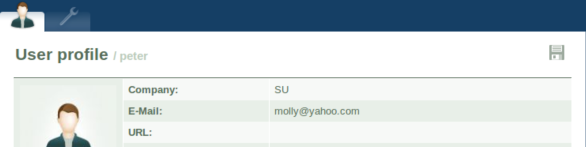 User profile / peter
Company: SU
E-Mail: molly@yahoo.com
URL: